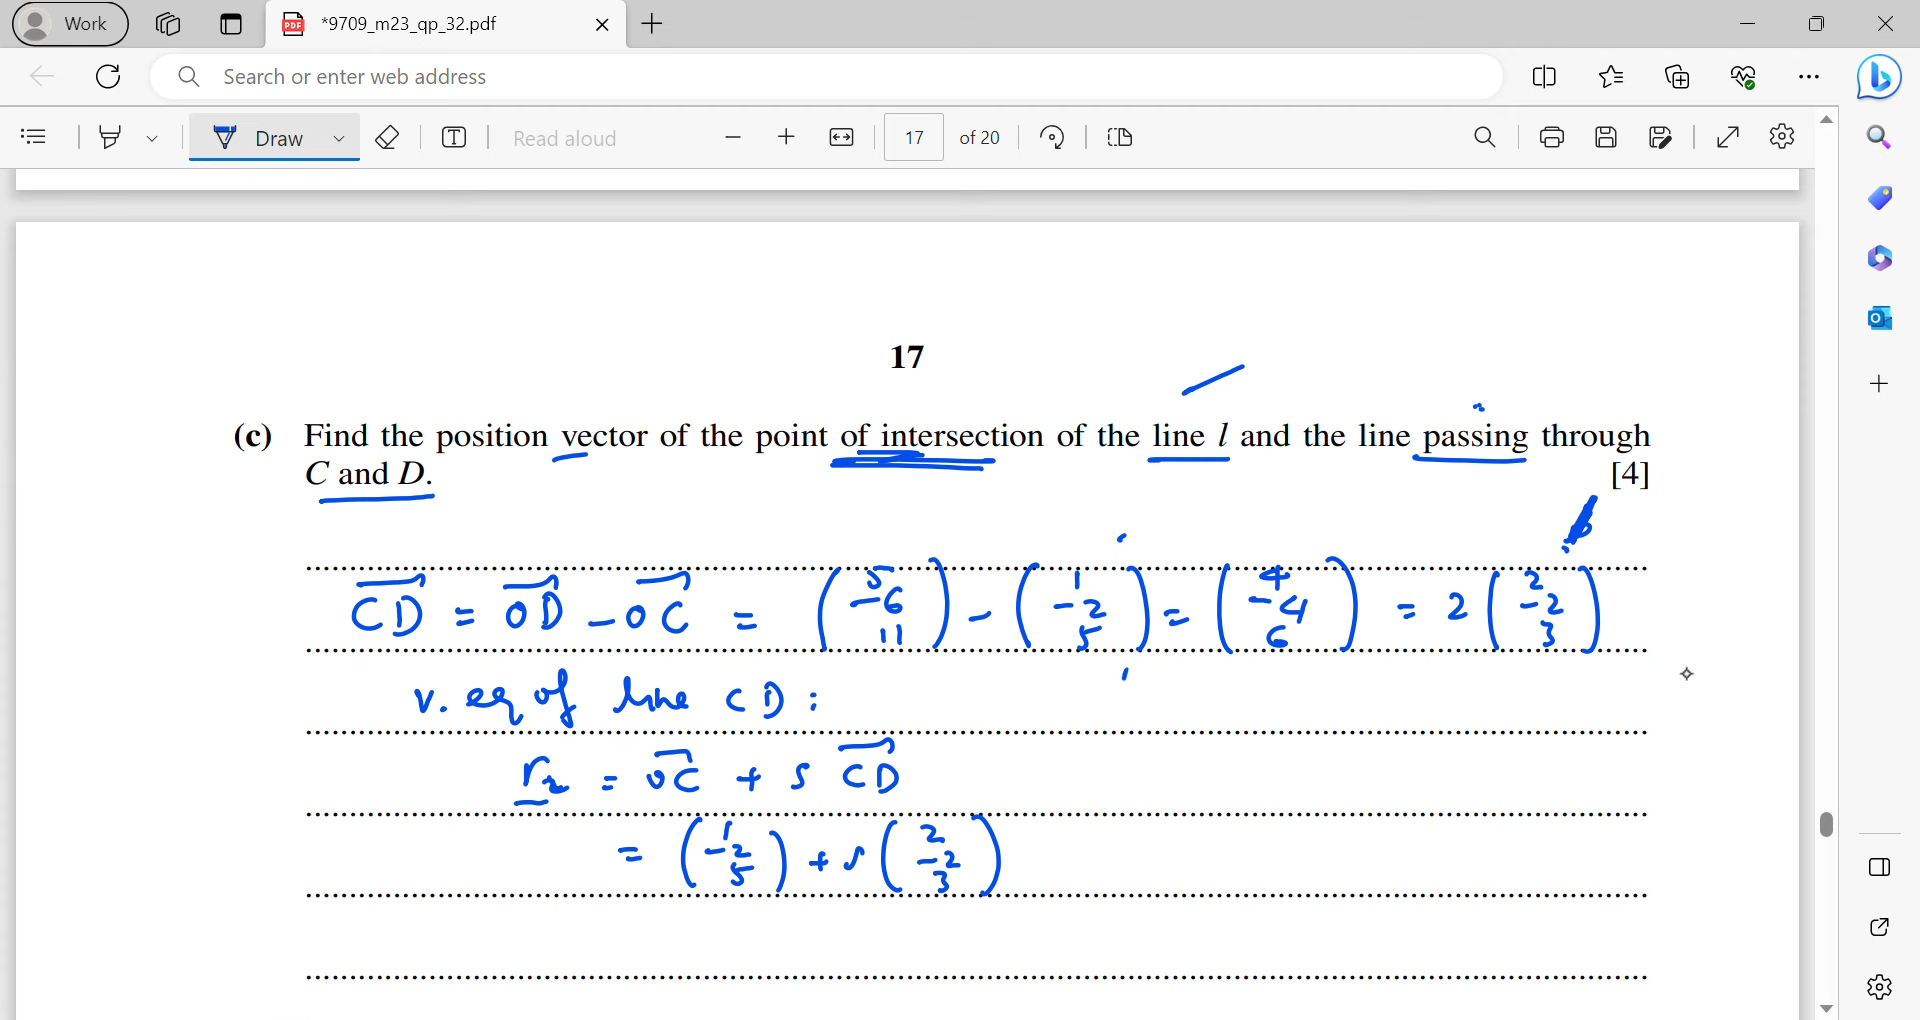 Work
*9709_m23_qp_32.pdf
Search or enter web address
Draw
Read aloud
17 of 20
17
(c) Find the position vector of the point of intersection of the line l and the line passing through
C and D. [4]
CD = OD - OC = (5 -6 11) - (1 -2 5) = (4 -4 6) = 2 (2 -2 3)
v. eq of line CD :
r2 = OC + s CD
= (1 -2 5) + s (2 -2 3)